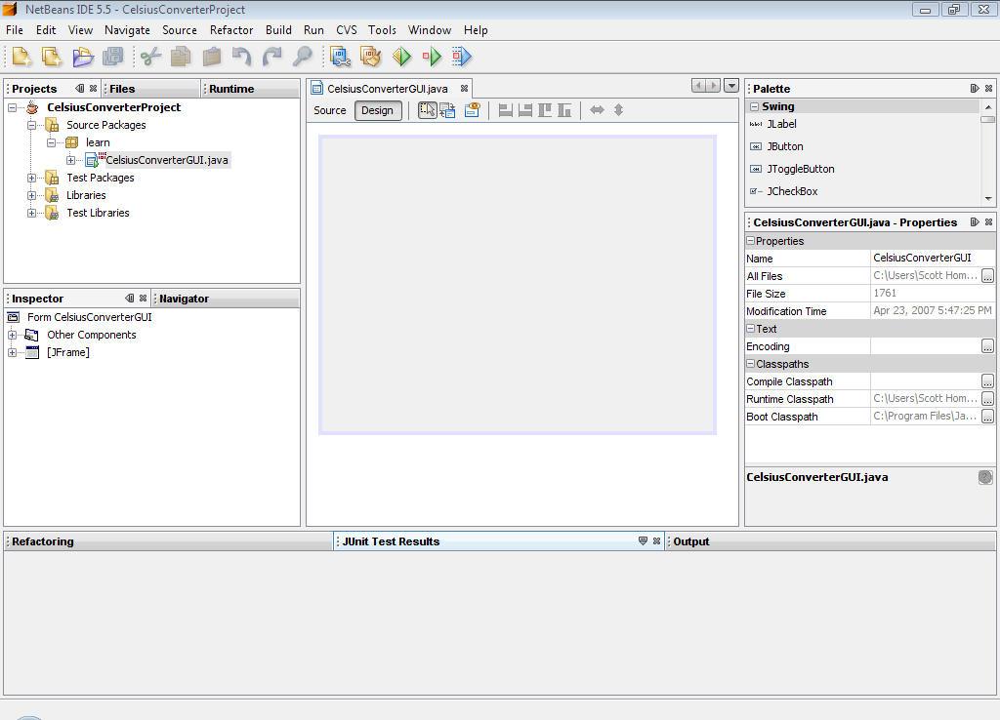 NetBeans IDE 5.5 - CelsiusConverterProject
File Edit View Navigate Source Refactor Build Run CVS Tools Window Help
Projects
Files
Runtime
CelsiusConverterProject
Source Packages
learn
CelsiusConverterGUI.java
Test Packages
Libraries
Test Libraries
Inspector
Navigator
Form CelsiusConverterGUI
Other Components
[JFrame]
CelsiusConverterGUI.java
Source Design
Palette
Swing
JLabel
JButton
JToggleButton
JCheckBox
CelsiusConverterGUI.java - Properties
Properties
Name CelsiusConverterGUI
All Files C:\Users\Scott Hom... ...
File Size 1761
Modification Time Apr 23, 2007 5:47:25 PM
Text
Encoding ...
Classpaths
Compile Classpath ...
Runtime Classpath C:\Users\Scott Hom... ...
Boot Classpath C:\Program Files\Ja... ...
CelsiusConverterGUI.java
Refactoring
JUnit Test Results
Output